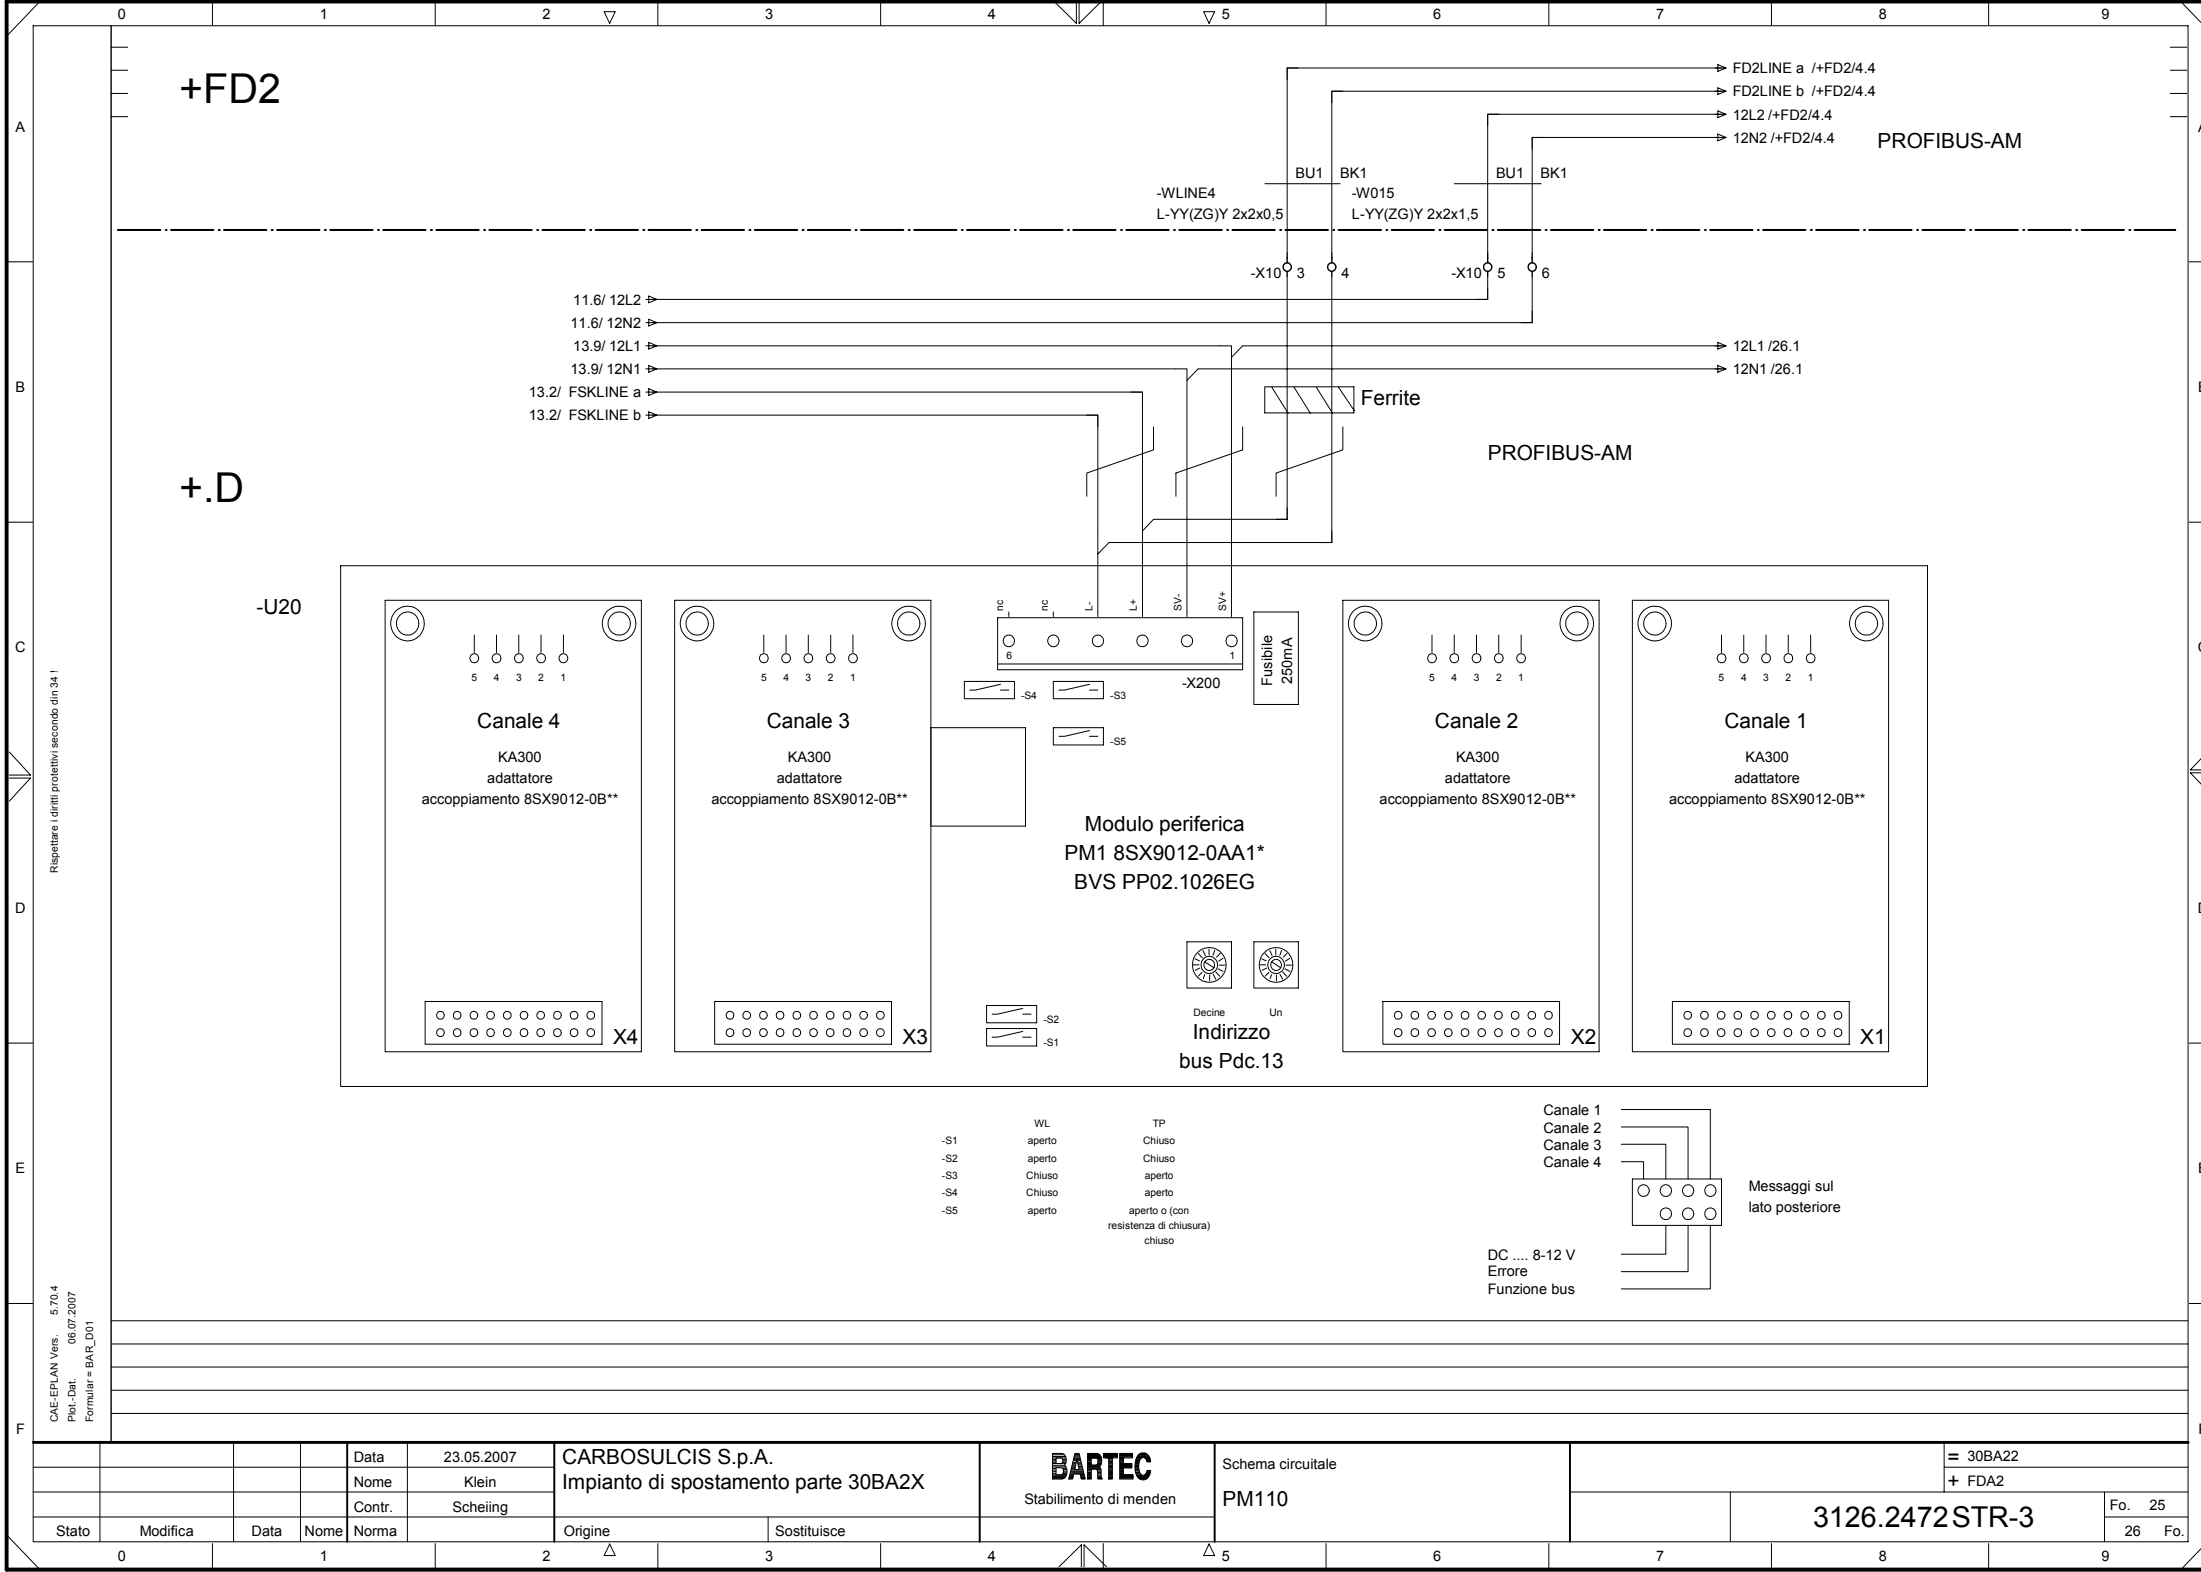 0 1 2 3 4 5 6 7 8 9
+FD2
FD2LINE a /+FD2/4.4
FD2LINE b /+FD2/4.4
12L2 /+FD2/4.4
12N2 /+FD2/4.4
PROFIBUS-AM
A
BU1 BK1 BU1 BK1
-WLINE4 -W015
L-YY(ZG)Y 2x2x0,5 L-YY(ZG)Y 2x2x1,5
-X10 3 4 -X10 5 6
11.6/ 12L2
11.6/ 12N2
13.9/ 12L1 12L1 /26.1
13.9/ 12N1 12N1 /26.1
13.2/ FSKLINE a
13.2/ FSKLINE b
B
Ferrite
PROFIBUS-AM
+.D
-U20
nc nc L- L+ SV- SV+
6 1
Fusibile
250mA
-X200
-S4 -S3
-S5
C
5 4 3 2 1
Canale 4
KA300
adattatore
accoppiamento 8SX9012-0B**
X4
5 4 3 2 1
Canale 3
KA300
adattatore
accoppiamento 8SX9012-0B**
X3
Modulo periferica
PM1 8SX9012-0AA1*
BVS PP02.1026EG
Decine Un
Indirizzo
bus Pdc.13
-S2
-S1
5 4 3 2 1
Canale 2
KA300
adattatore
accoppiamento 8SX9012-0B**
X2
5 4 3 2 1
Canale 1
KA300
adattatore
accoppiamento 8SX9012-0B**
X1
D
Rispettare i diritti protettivi secondo din 34 !
WL TP
-S1 aperto Chiuso
-S2 aperto Chiuso
-S3 Chiuso aperto
-S4 Chiuso aperto
-S5 aperto aperto o (con
resistenza di chiusura)
chiuso
E
Canale 1
Canale 2
Canale 3
Canale 4
Messaggi sul
lato posteriore
DC .... 8-12 V
Errore
Funzione bus
CAE-EPLAN Vers. 5.70.4
Plot.-Dat. 06.07.2007
Formular = BAR_D01
F
Data 23.05.2007
Nome Klein
Contr. Scheiing
Stato Modifica Data Nome Norma
CARBOSULCIS S.p.A.
Impianto di spostamento parte 30BA2X
Origine Sostituisce
BARTEC
Stabilimento di menden
Schema circuitale
PM110
= 30BA22
+ FDA2
3126.2472STR-3
Fo. 25
26 Fo.
0 1 2 3 4 5 6 7 8 9